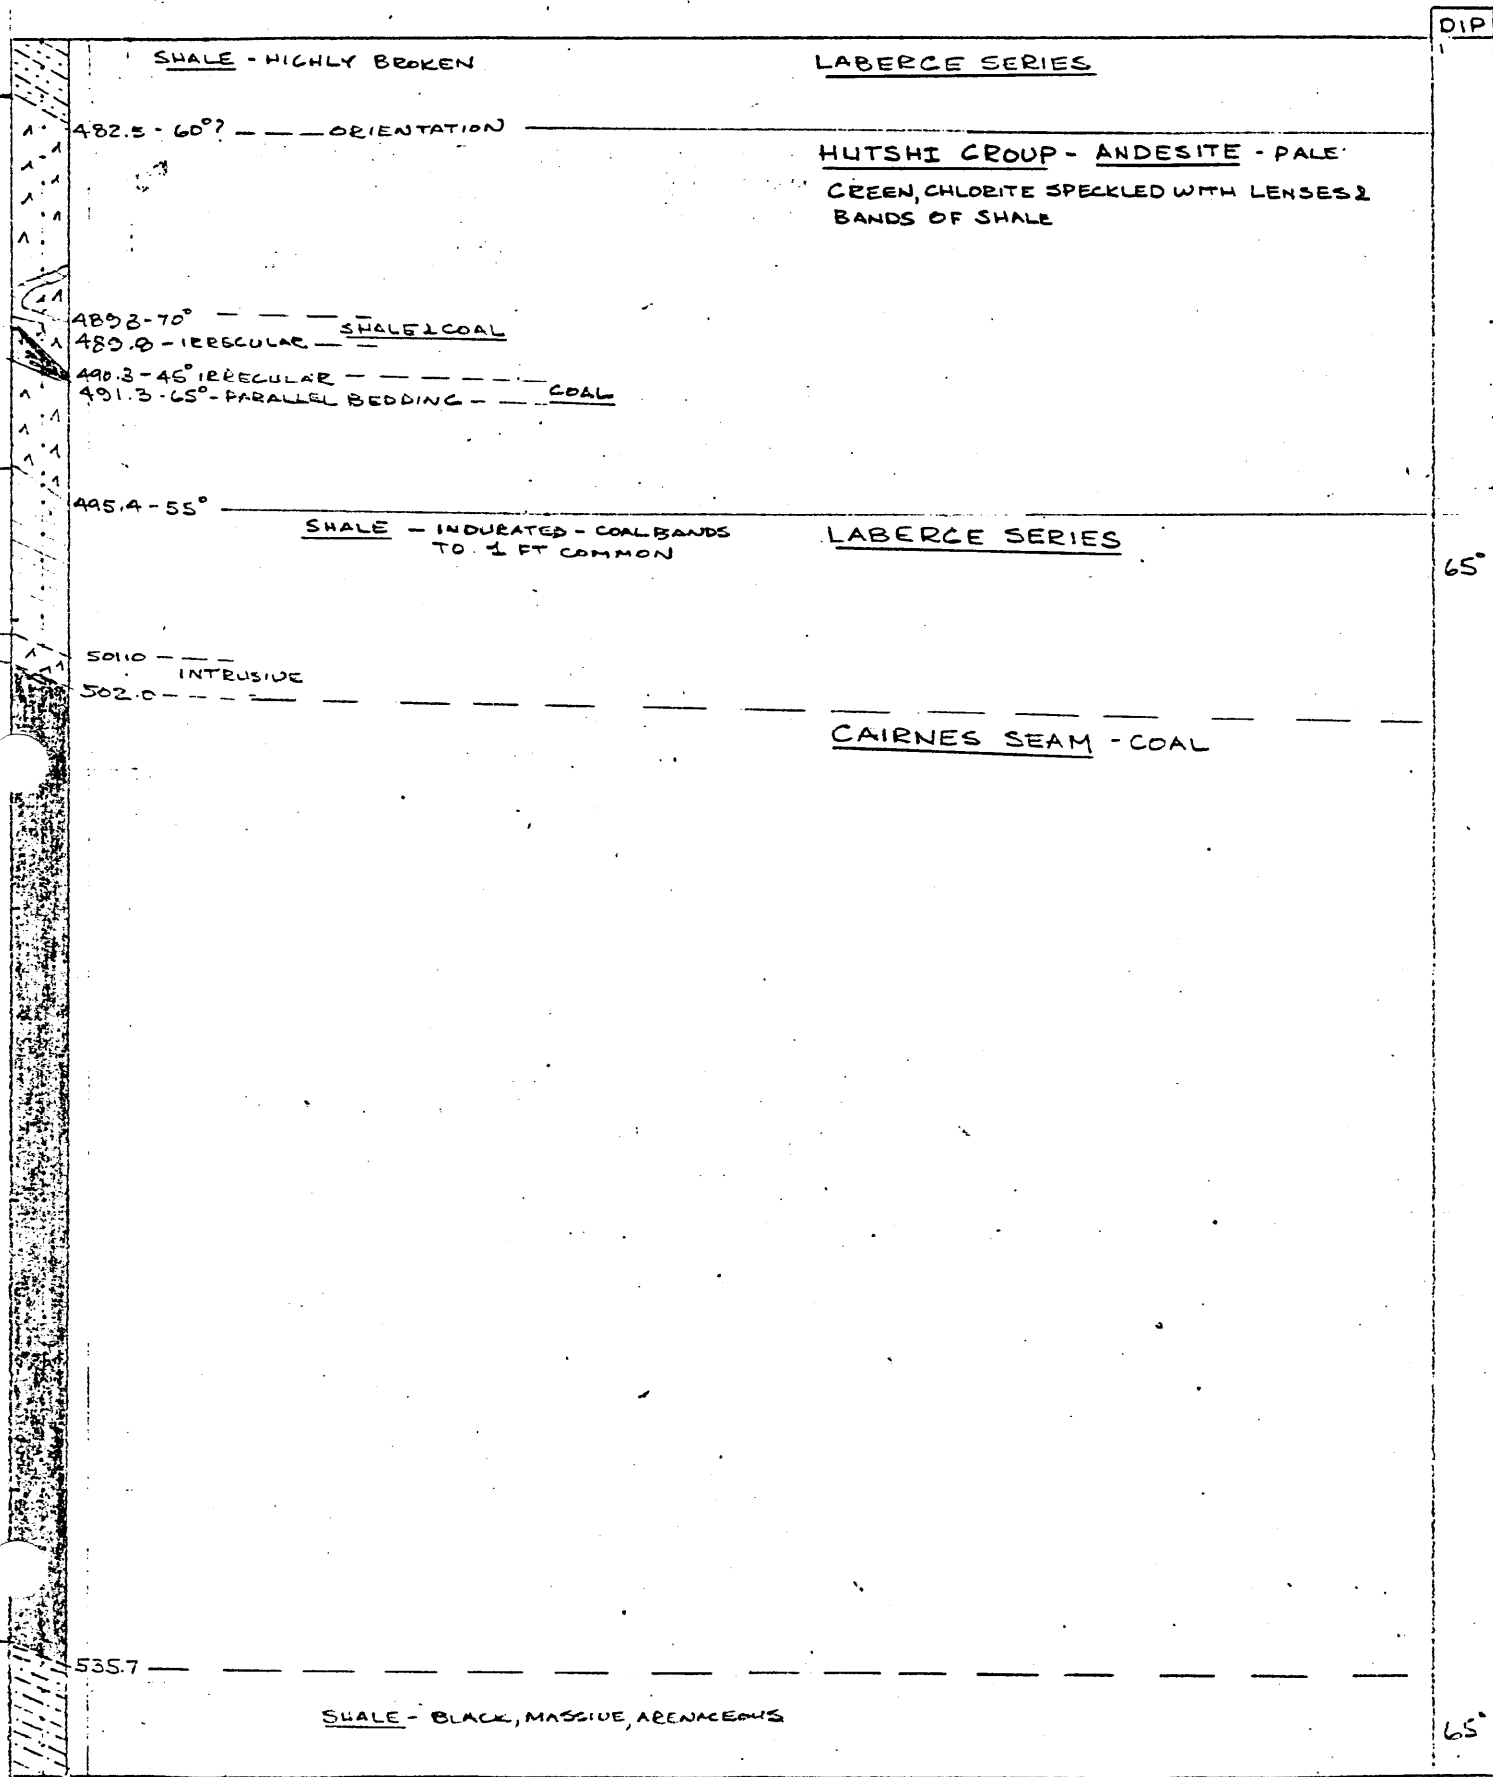 DIP
SHALE - HIGHLY BROKEN
LABERGE SERIES
482.5 - 60°? — — ORIENTATION
HUTSHI GROUP - ANDESITE - PALE
GREEN, CHLORITE SPECKLED WITH LENSES &
BANDS OF SHALE
489.3 - 70°
SHALE & COAL
489.8 - IRREGULAR
490.3 - 45° IRREGULAR
491.3 - 65° - PARALLEL BEDDING
COAL
495.4 - 55°
SHALE - INDURATED - COAL BANDS
TO 1 FT COMMON
LABERGE SERIES
65°
501.0
INTRUSIVE
502.0
CAIRNES SEAM - COAL
535.7
SHALE - BLACK, MASSIVE, ARENACEOUS
65°